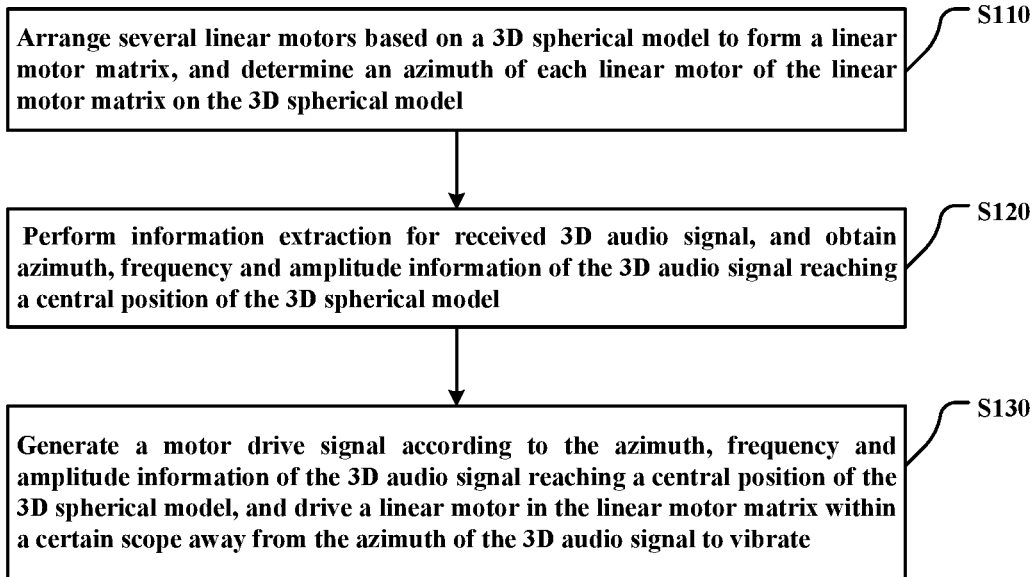 S110
Arrange several linear motors based on a 3D spherical model to form a linear
motor matrix, and determine an azimuth of each linear motor of the linear
motor matrix on the 3D spherical model
S120
Perform information extraction for received 3D audio signal, and obtain
azimuth, frequency and amplitude information of the 3D audio signal reaching
a central position of the 3D spherical model
S130
Generate a motor drive signal according to the azimuth, frequency and
amplitude information of the 3D audio signal reaching a central position of the
3D spherical model, and drive a linear motor in the linear motor matrix within
a certain scope away from the azimuth of the 3D audio signal to vibrate